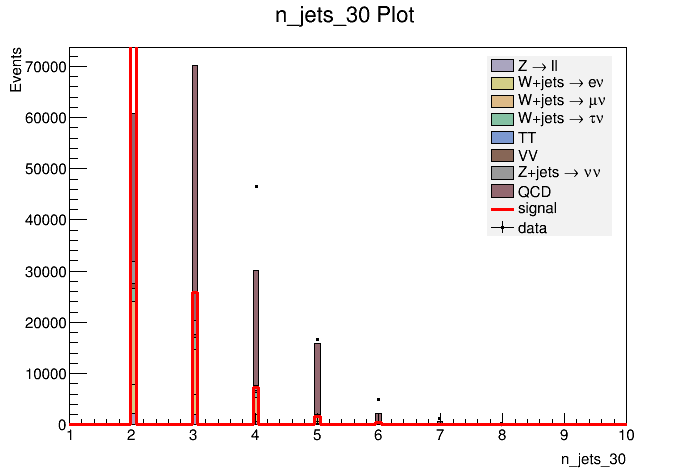 n_jets_30 Plot
Events
70000
60000
50000
40000
30000
20000
10000
0
1 2 3 4 5 6 7 8 9 10
n_jets_30
Z → ll
W+jets → eν
W+jets → μν
W+jets → τν
TT
VV
Z+jets → νν
QCD
signal
data